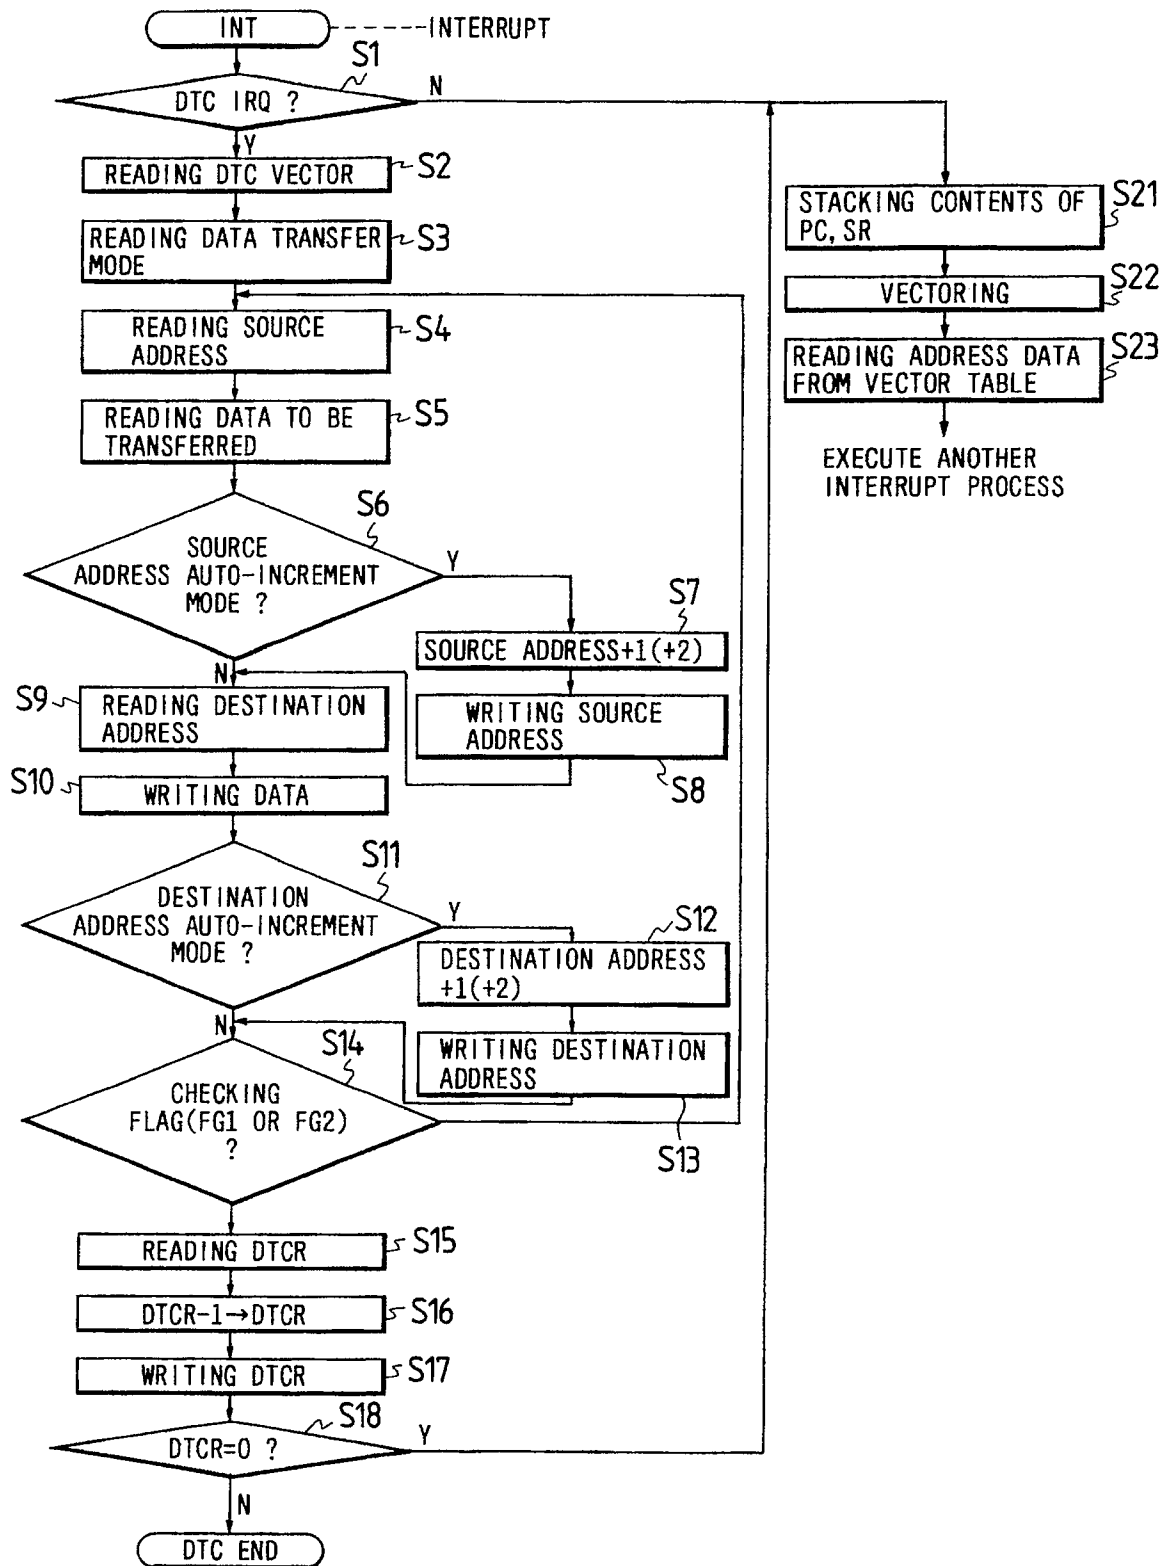 INT
INTERRUPT
S1
DTC IRQ ?
N
Y
READING DTC VECTOR
S2
READING DATA TRANSFER
MODE
S3
READING SOURCE
ADDRESS
S4
READING DATA TO BE
TRANSFERRED
S5
S6
SOURCE
ADDRESS AUTO-INCREMENT
MODE ?
Y
N
S7
SOURCE ADDRESS+1(+2)
WRITING SOURCE
ADDRESS
S8
S9
READING DESTINATION
ADDRESS
S10
WRITING DATA
S11
DESTINATION
ADDRESS AUTO-INCREMENT
MODE ?
Y
N
S12
DESTINATION ADDRESS
+1(+2)
WRITING DESTINATION
ADDRESS
S13
S14
CHECKING
FLAG(FG1 OR FG2)
?
READING DTCR
S15
DTCR-1→DTCR
S16
WRITING DTCR
S17
S18
DTCR=0 ?
Y
N
DTC END
STACKING CONTENTS OF
PC,SR
S21
VECTORING
S22
READING ADDRESS DATA
FROM VECTOR TABLE
S23
EXECUTE ANOTHER
INTERRUPT PROCESS